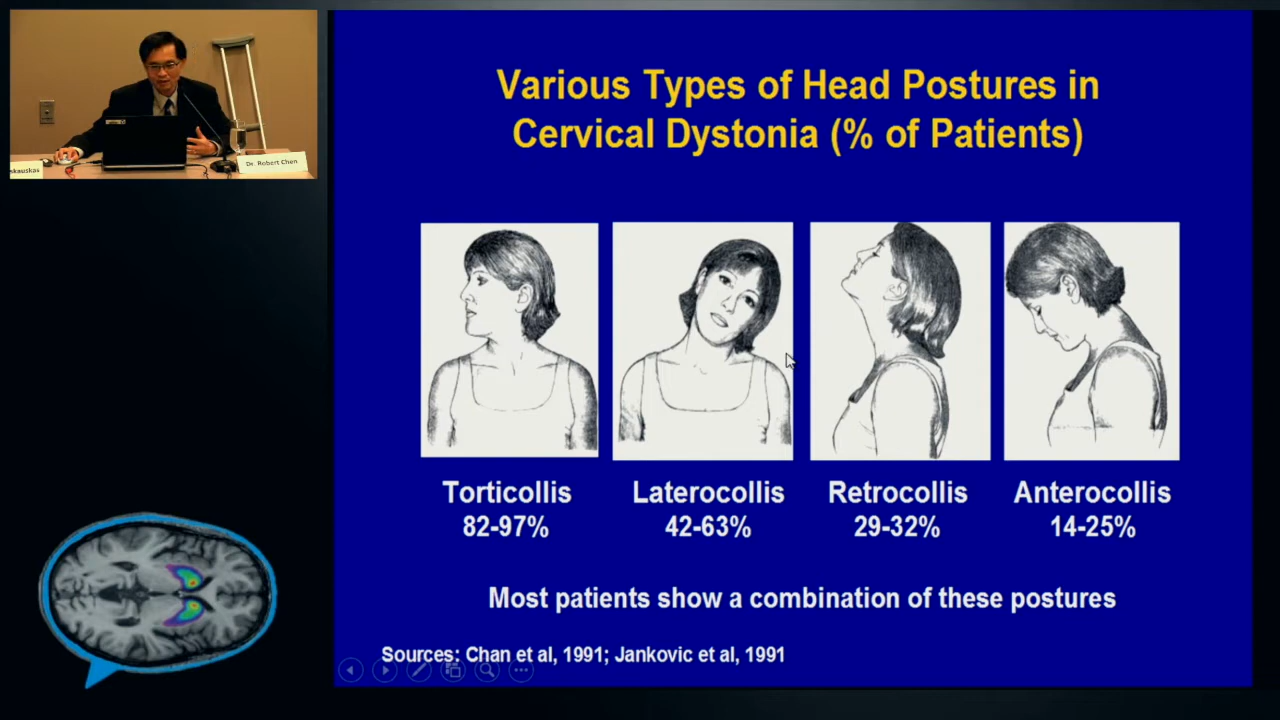 skauskas
Dr. Robert Chen
Various Types of Head Postures in
Cervical Dystonia (% of Patients)
Torticollis Laterocollis Retrocollis Anterocollis
82-97% 42-63% 29-32% 14-25%
Most patients show a combination of these postures
Sources: Chan et al, 1991; Jankovic et al, 1991